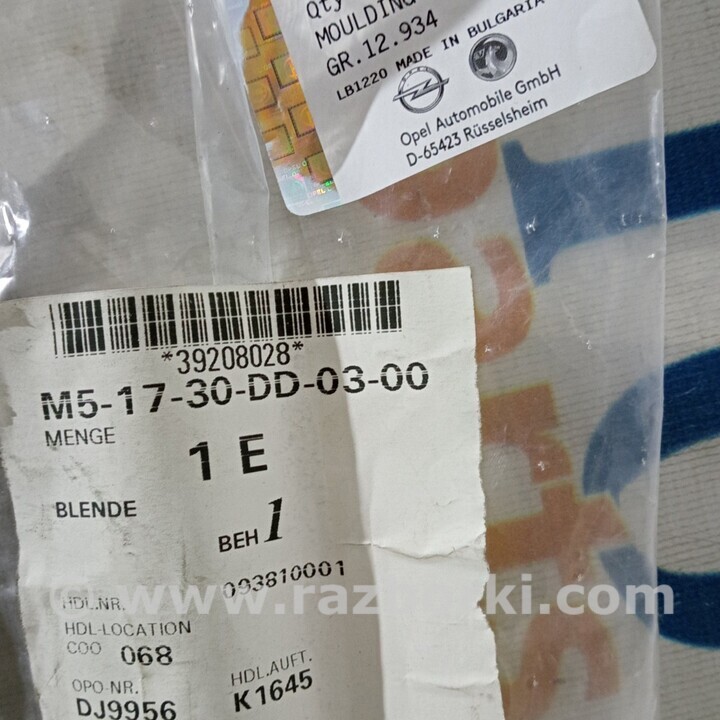 Qty
MOULDING
GR.12.934
LB1220 MADE IN BULGARIA
Opel Automobile GmbH
D-65423 Rüsselsheim
*39208028*
M5-17-30-DD-03-00
MENGE
1 E
BLENDE
BEH 1
093810001
HDL.NR.
HDL-LOCATION
COO 068
HDL.AUFT.
OPO-NR.
K1645
DJ9956